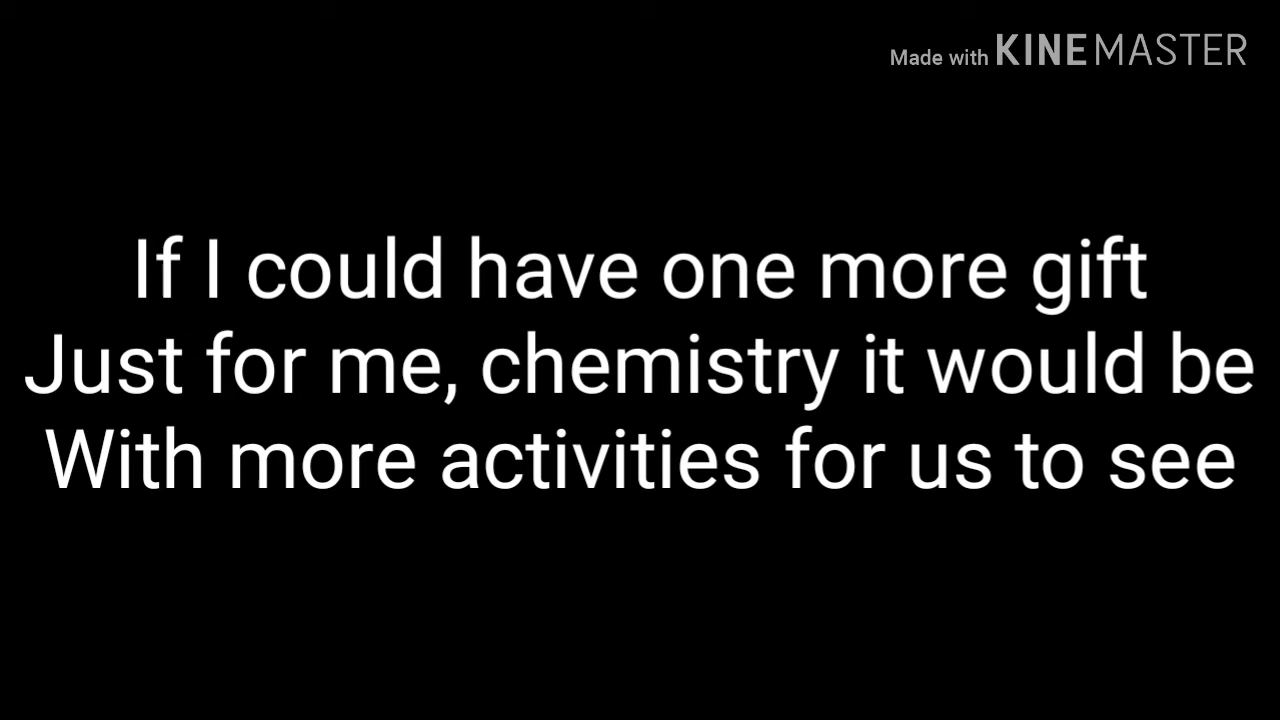 Made with KINEMASTER
If I could have one more gift
Just for me, chemistry it would be
With more activities for us to see